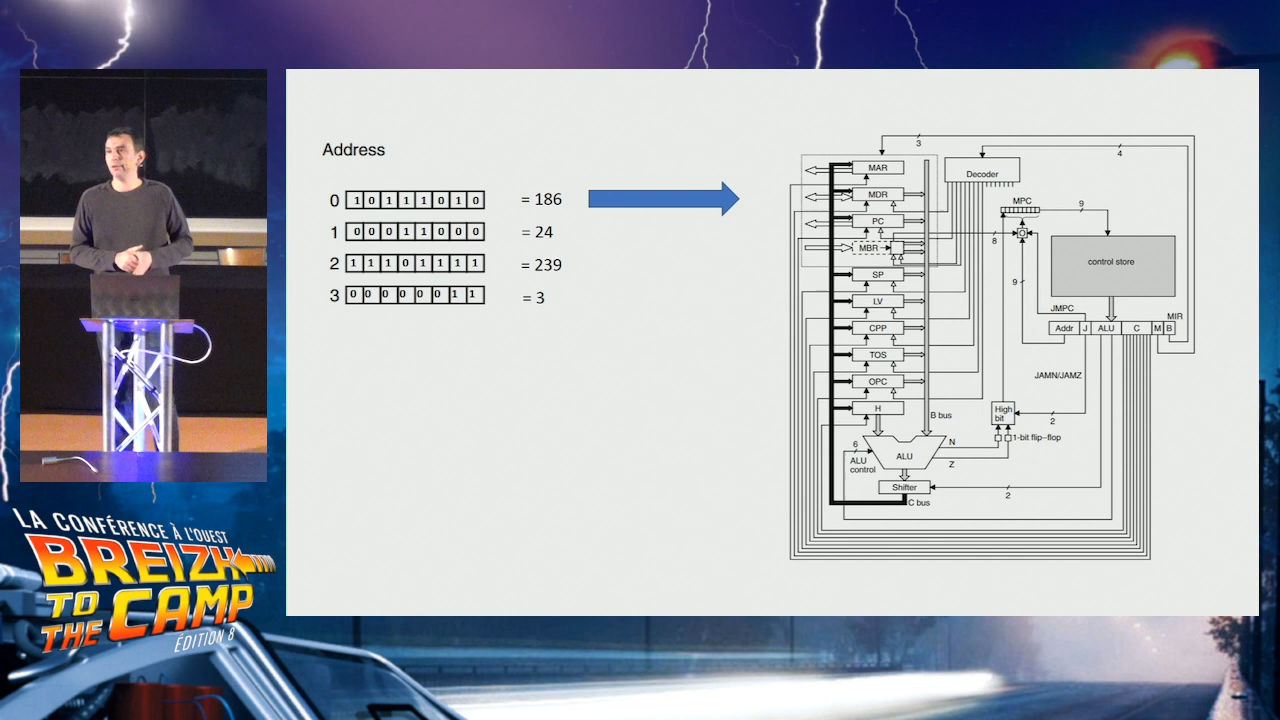 Address
0 1 0 1 1 1 0 1 0 = 186
1 0 0 0 1 1 0 0 0 = 24
2 1 1 1 0 1 1 1 1 = 239
3 0 0 0 0 0 0 1 1 = 3
3
4
MAR
Decoder
MDR
MPC
9
PC
8
MBR
control store
SP
9
LV
JMPC
MIR
CPP
Addr J ALU C M B
TOS
JAMN/JAMZ
OPC
H
High bit
2
B bus
1-bit flip–flop
6
N
ALU
ALU control
Z
Shifter
2
C bus
LA CONFÉRENCE À L'OUEST
BREIZH
TO
THE CAMP
ÉDITION 8